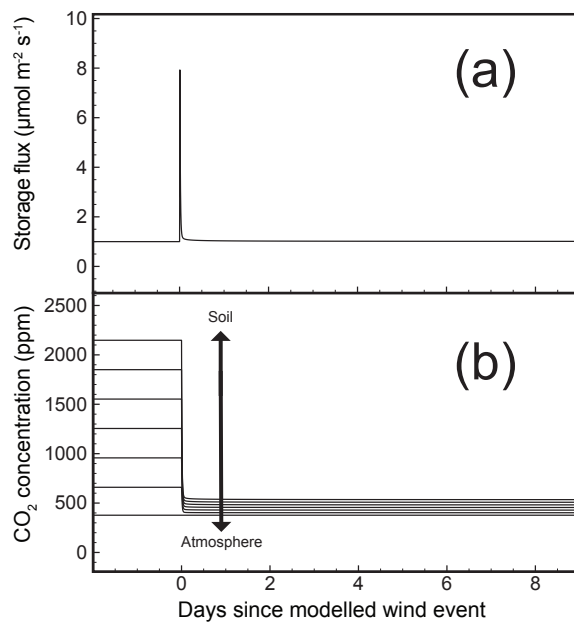 Storage flux (µmol m⁻² s⁻¹)
10
8
6
4
2
0
(a)
CO₂ concentration (ppm)
2500
2000
1500
1000
500
0
Soil
(b)
Atmosphere
0 2 4 6 8
Days since modelled wind event